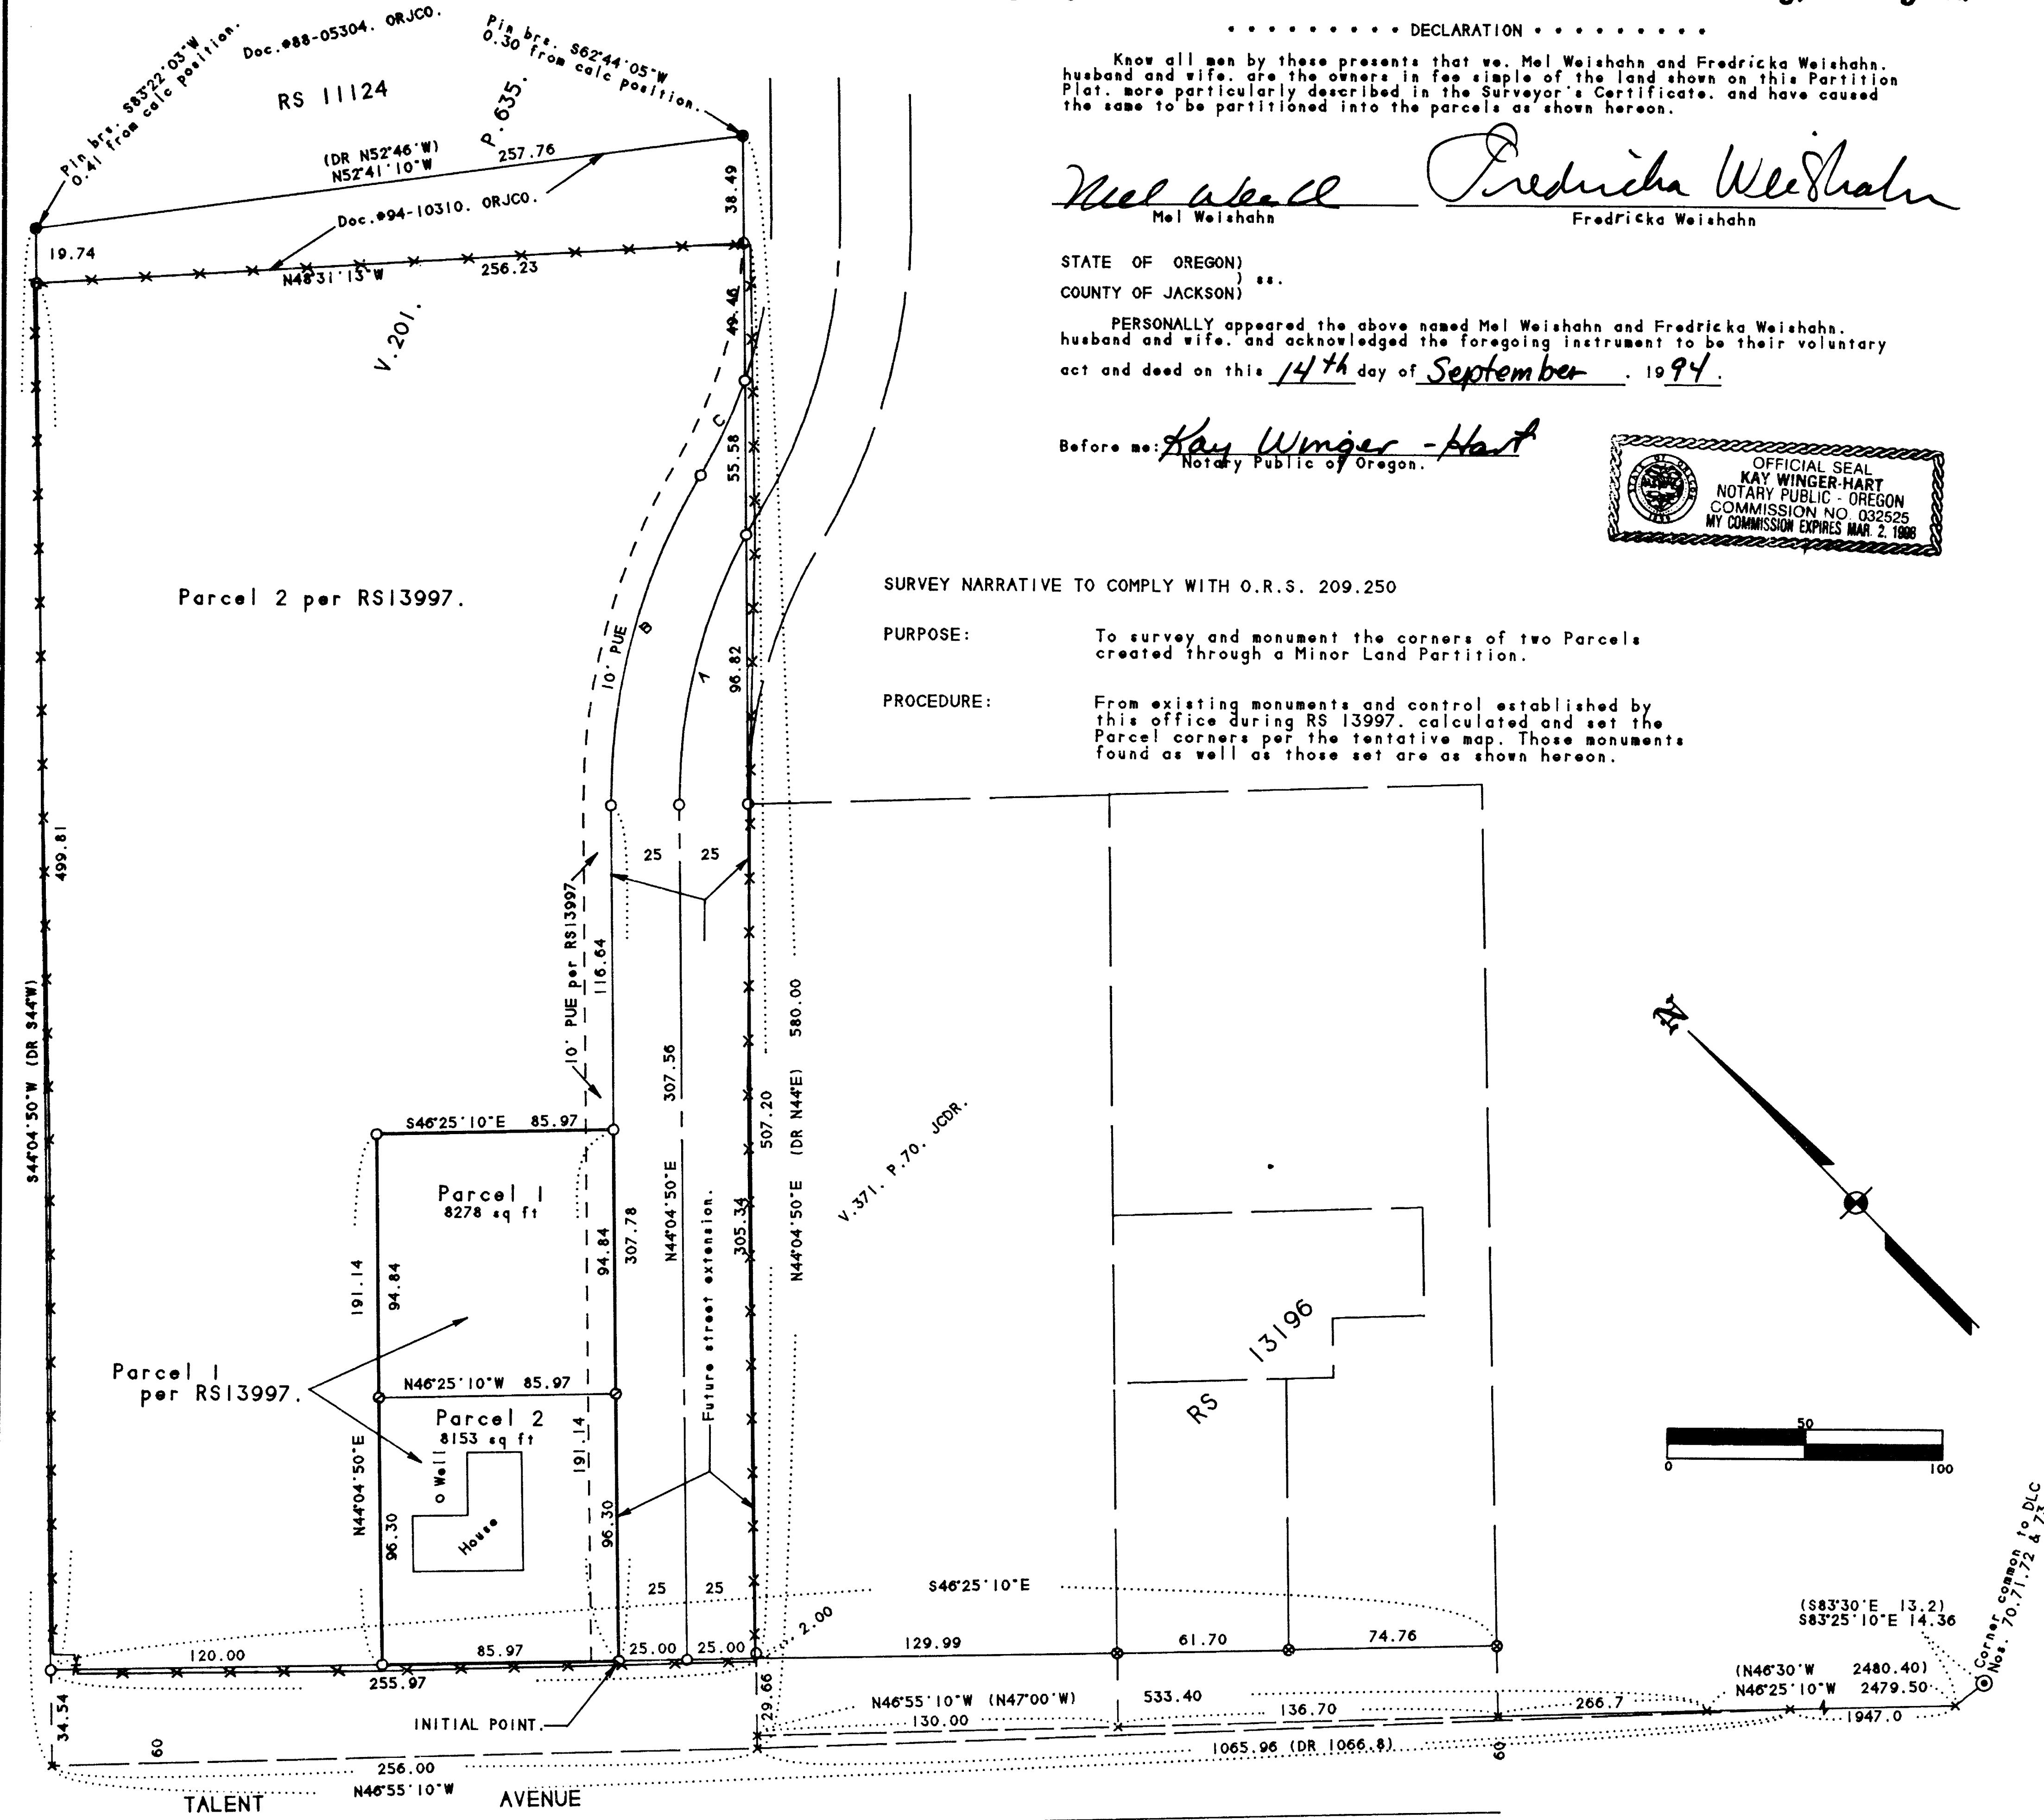 • • • • • • • • • DECLARATION • • • • • • • • •
Know all men by these presents that we. Mel Weishahn and Fredricka Weishahn.
husband and wife. are the owners in fee simple of the land shown on this Partition
Plat. more particularly described in the Surveyor's Certificate. and have caused
the same to be partitioned into the parcels as shown hereon.
Mel Weishahn
Fredricka Weishahn
Fredricka Weishahn
STATE OF OREGON)
) ss.
COUNTY OF JACKSON)
PERSONALLY appeared the above named Mel Weishahn and Fredricka Weishahn.
husband and wife. and acknowledged the foregoing instrument to be their voluntary
act and deed on this 14th day of September . 1994.
Before me: Kay Winger-Hart
Notary Public of Oregon.
OFFICIAL SEAL
KAY WINGER-HART
NOTARY PUBLIC - OREGON
COMMISSION NO. 032525
MY COMMISSION EXPIRES MAR. 2, 1998
SURVEY NARRATIVE TO COMPLY WITH O.R.S. 209.250
PURPOSE: To survey and monument the corners of two Parcels
created through a Minor Land Partition.
PROCEDURE: From existing monuments and control established by
this office during RS 13997. calculated and set the
Parcel corners per the tentative map. Those monuments
found as well as those set are as shown hereon.
Pin brs. S83°22'03"W
0.41 from calc position.
Doc.#88-05304. ORJCO.
RS 11124
P.635.
Pin brs. S62°44'05"W
0.30 from calc position.
(DR N52°46'W)
N52°41'10"W
257.76
Doc.#94-10310. ORJCO.
38.49
19.74
N48°31'13"W
256.23
V.201.
49.46
C
55.58
B
10' PUE
A
96.82
Parcel 2 per RS13997.
499.81
S44°04'50"W (DR S44°W)
25
25
10' PUE per RS13997
116.64
307.56
N44°04'50"E
507.20
580.00
N44°04'50"E (DR N44°E)
V.371. P.70. JCDR.
S46°25'10"E 85.97
Parcel 1
8278 sq ft
191.14
94.84
94.84
307.78
305.34
Future street extension.
Parcel 1
per RS13997.
N46°25'10"W 85.97
Parcel 2
8153 sq ft
Well
House
N44°04'50"E
96.30
191.14
96.30
25
25
RS 13196
N
50
0
100
S46°25'10"E
2.00
120.00
85.97
25.00
25.00
129.99
61.70
74.76
255.97
34.54
29.66
INITIAL POINT.
60
256.00
N46°55'10"W
TALENT AVENUE
N46°55'10"W (N47°00'W)
533.40
130.00
136.70
266.7
1065.96 (DR 1066.8)
60
(S83°30'E 13.2)
S83°25'10"E 14.36
(N46°30'W 2480.40)
N46°25'10"W 2479.50
1947.0
Corner common to DLC
Nos. 70.71.72 & 73